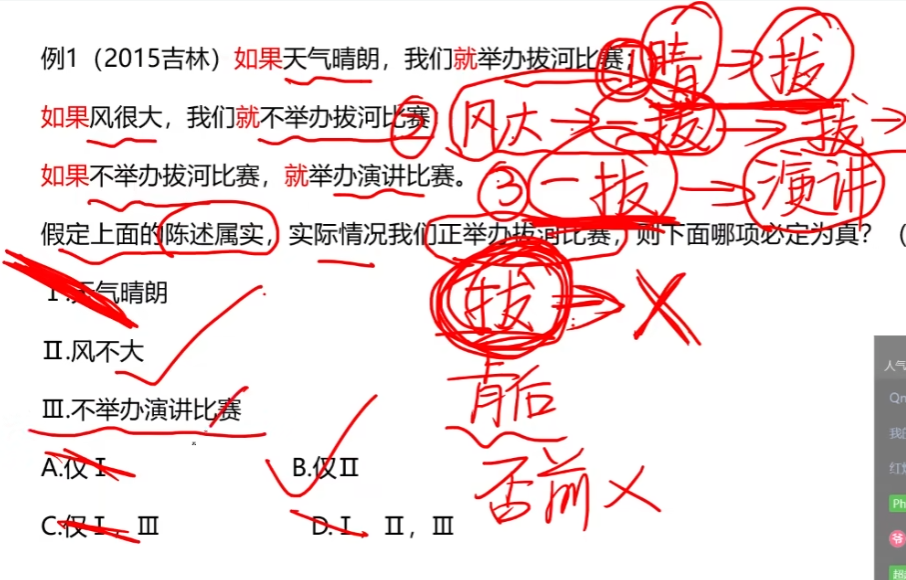 例1（2015吉林）如果天气晴朗，我们就举办拔河比赛； ①晴→拔
如果风很大，我们就不举办拔河比赛 ② 风大→一拔→拔→
如果不举办拔河比赛，就举办演讲比赛。 ③一拔→演讲
假定上面的陈述属实，实际情况我们正举办拔河比赛，则下面哪项必定为真？（
Ⅰ.天气晴朗
拔→X
Ⅱ.风不大
肯后
Ⅲ.不举办演讲比赛
A.仅Ⅰ B.仅Ⅱ
否前X
C.仅Ⅰ，Ⅲ D.Ⅰ，Ⅱ，Ⅲ
人气
Qn
我的
Ph
爷